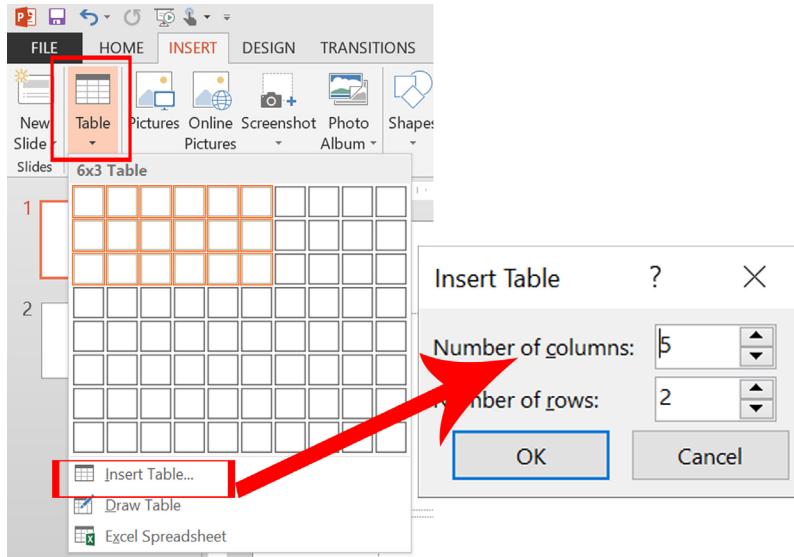 FILE HOME INSERT DESIGN TRANSITIONS
New Slide
Table
Pictures
Online Pictures
Screenshot
Photo Album
Shapes
Slides
6x3 Table
1
2
Insert Table...
Draw Table
Excel Spreadsheet
Insert Table ? X
Number of columns: 5
Number of rows: 2
OK Cancel